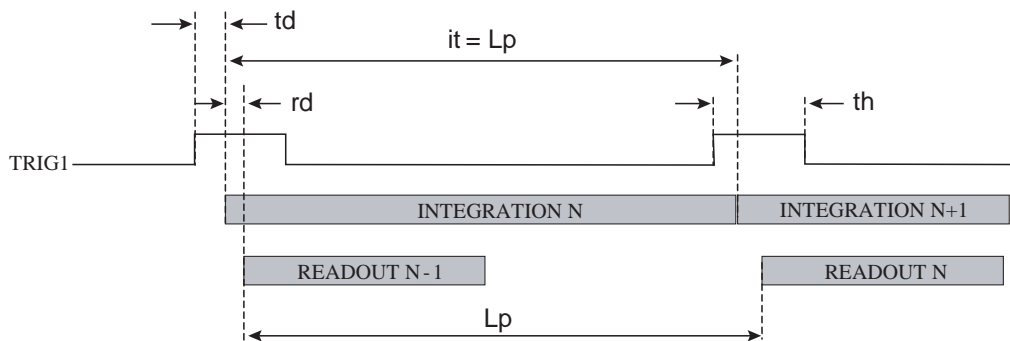 td
it = Lp
rd
th
TRIG1
INTEGRATION N
INTEGRATION N+1
READOUT N-1
READOUT N
Lp